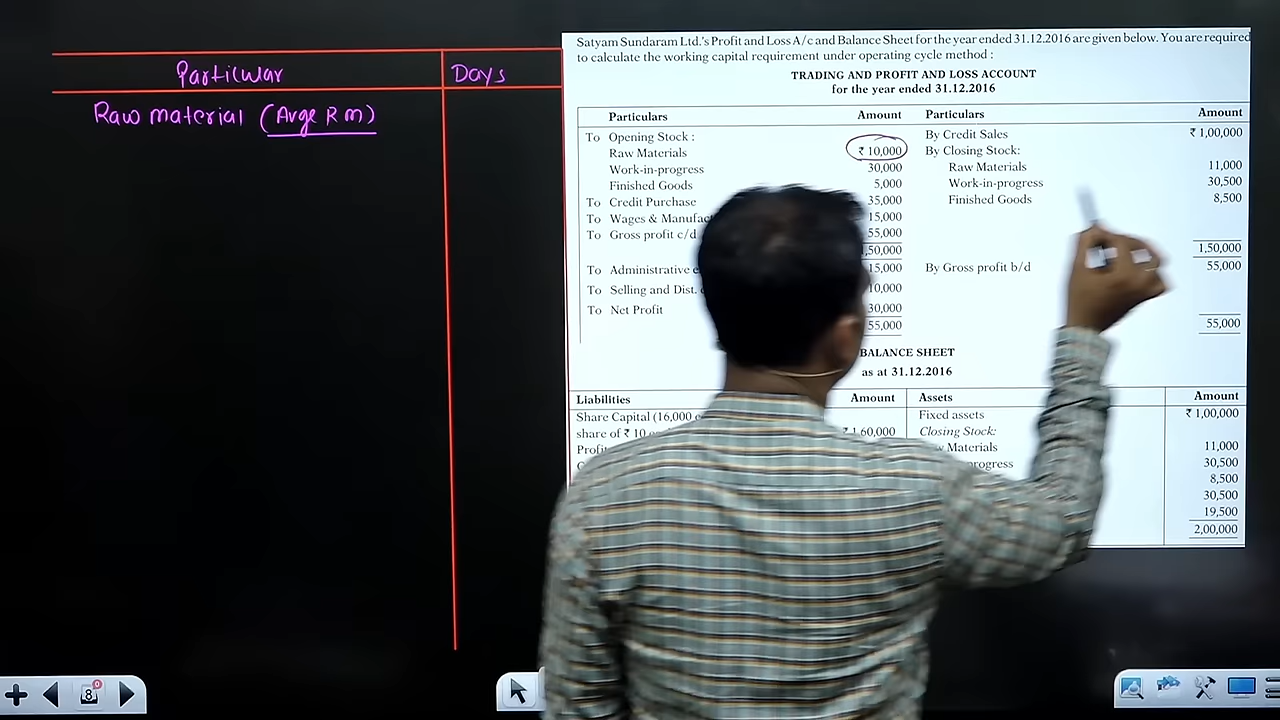 Particular Days
Raw material (Avge R m)
Satyam Sundaram Ltd.'s Profit and Loss A/c and Balance Sheet for the year ended 31.12.2016 are given below. You are required
to calculate the working capital requirement under operating cycle method :
TRADING AND PROFIT AND LOSS ACCOUNT
for the year ended 31.12.2016
Particulars Amount Particulars Amount
To Opening Stock : By Credit Sales ₹ 1,00,000
Raw Materials ₹ 10,000 By Closing Stock:
Work-in-progress 30,000 Raw Materials 11,000
Finished Goods 5,000 Work-in-progress 30,500
To Credit Purchase 35,000 Finished Goods 8,500
To Wages & 15,000
To Gross profit c/d 55,000
1,50,000 1,50,000
To Administrative 15,000 By Gross profit b/d 55,000
To Selling and Dist. 10,000
To Net Profit 30,000
55,000 55,000
BALANCE SHEET
as at 31.12.2016
Liabilities Amount Assets Amount
Share Capital (16,000 Fixed assets ₹ 1,00,000
share of ₹ 10 ₹ 1,60,000 Closing Stock:
Materials 11,000
30,500
8,500
30,500
19,500
2,00,000
8
0